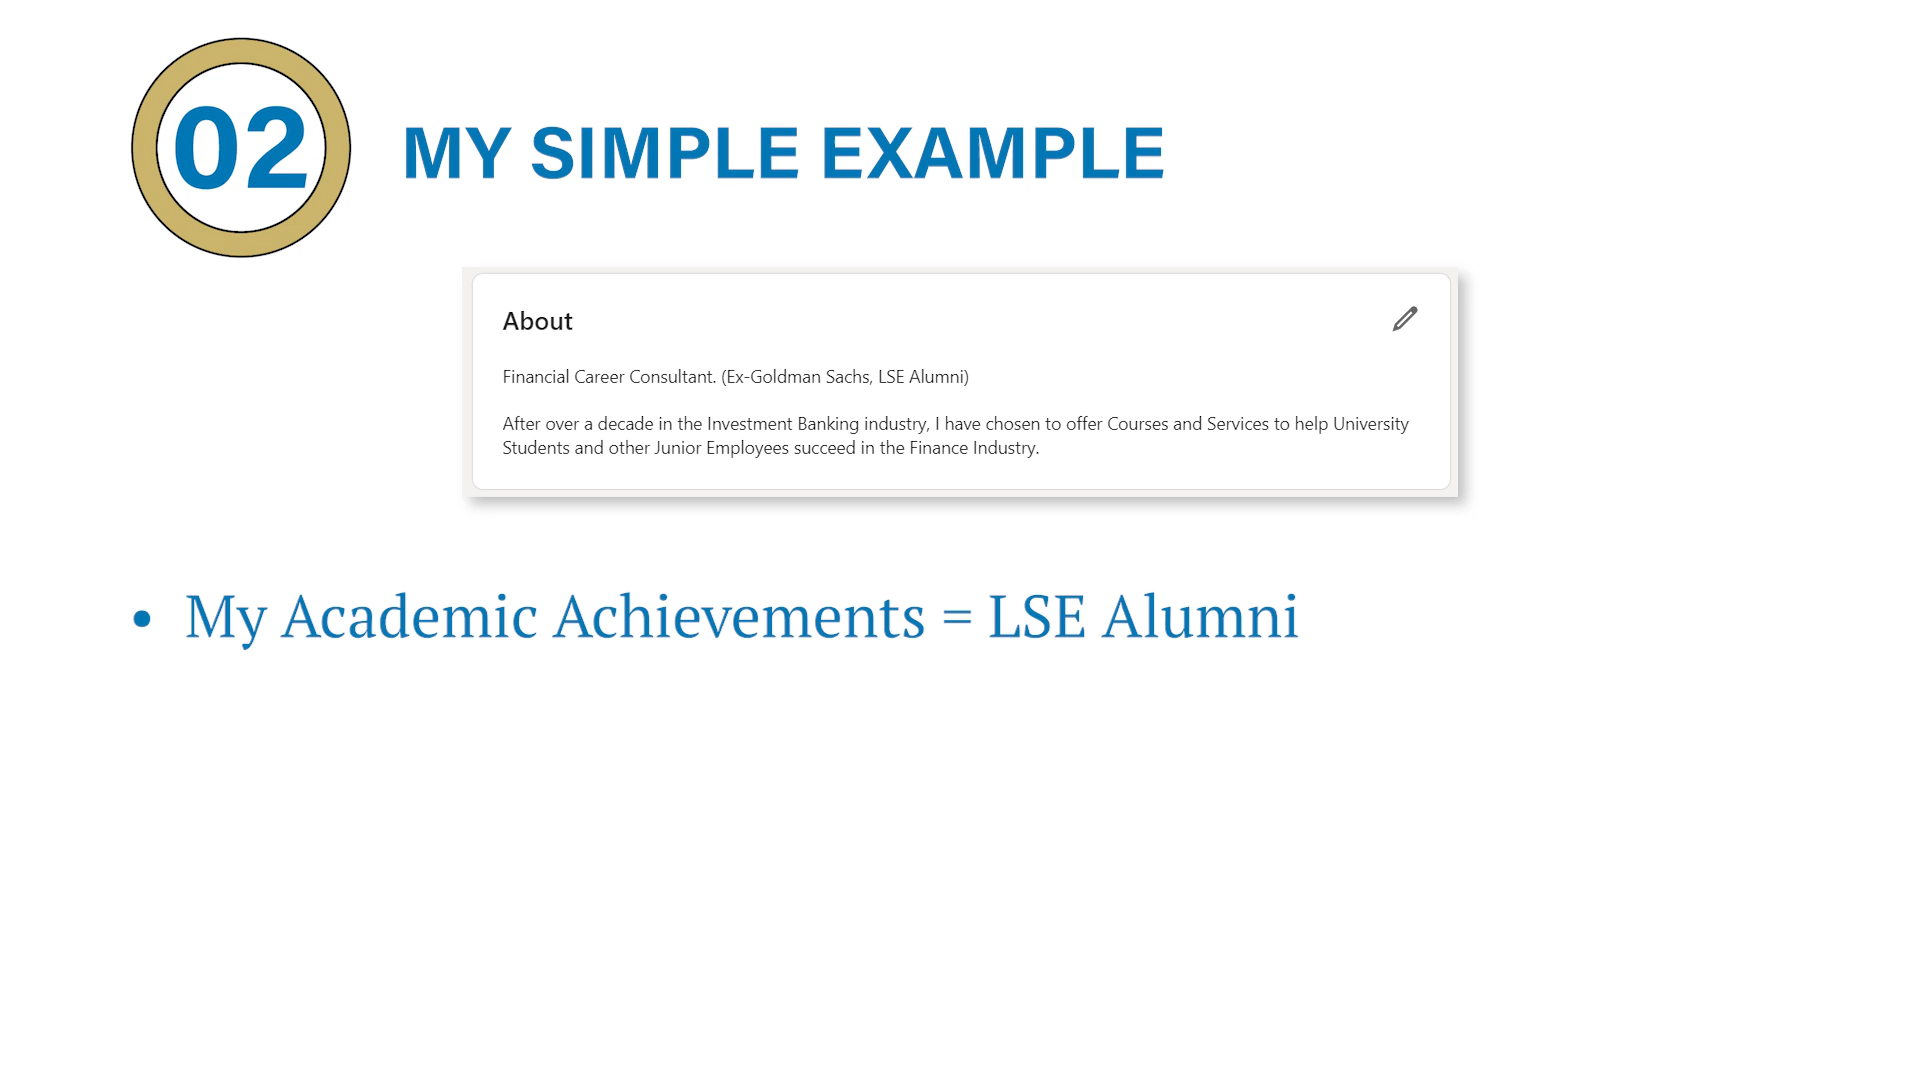 02
MY SIMPLE EXAMPLE
About
Financial Career Consultant. (Ex-Goldman Sachs, LSE Alumni)
After over a decade in the Investment Banking industry, I have chosen to offer Courses and Services to help University
Students and other Junior Employees succeed in the Finance Industry.
• My Academic Achievements = LSE Alumni